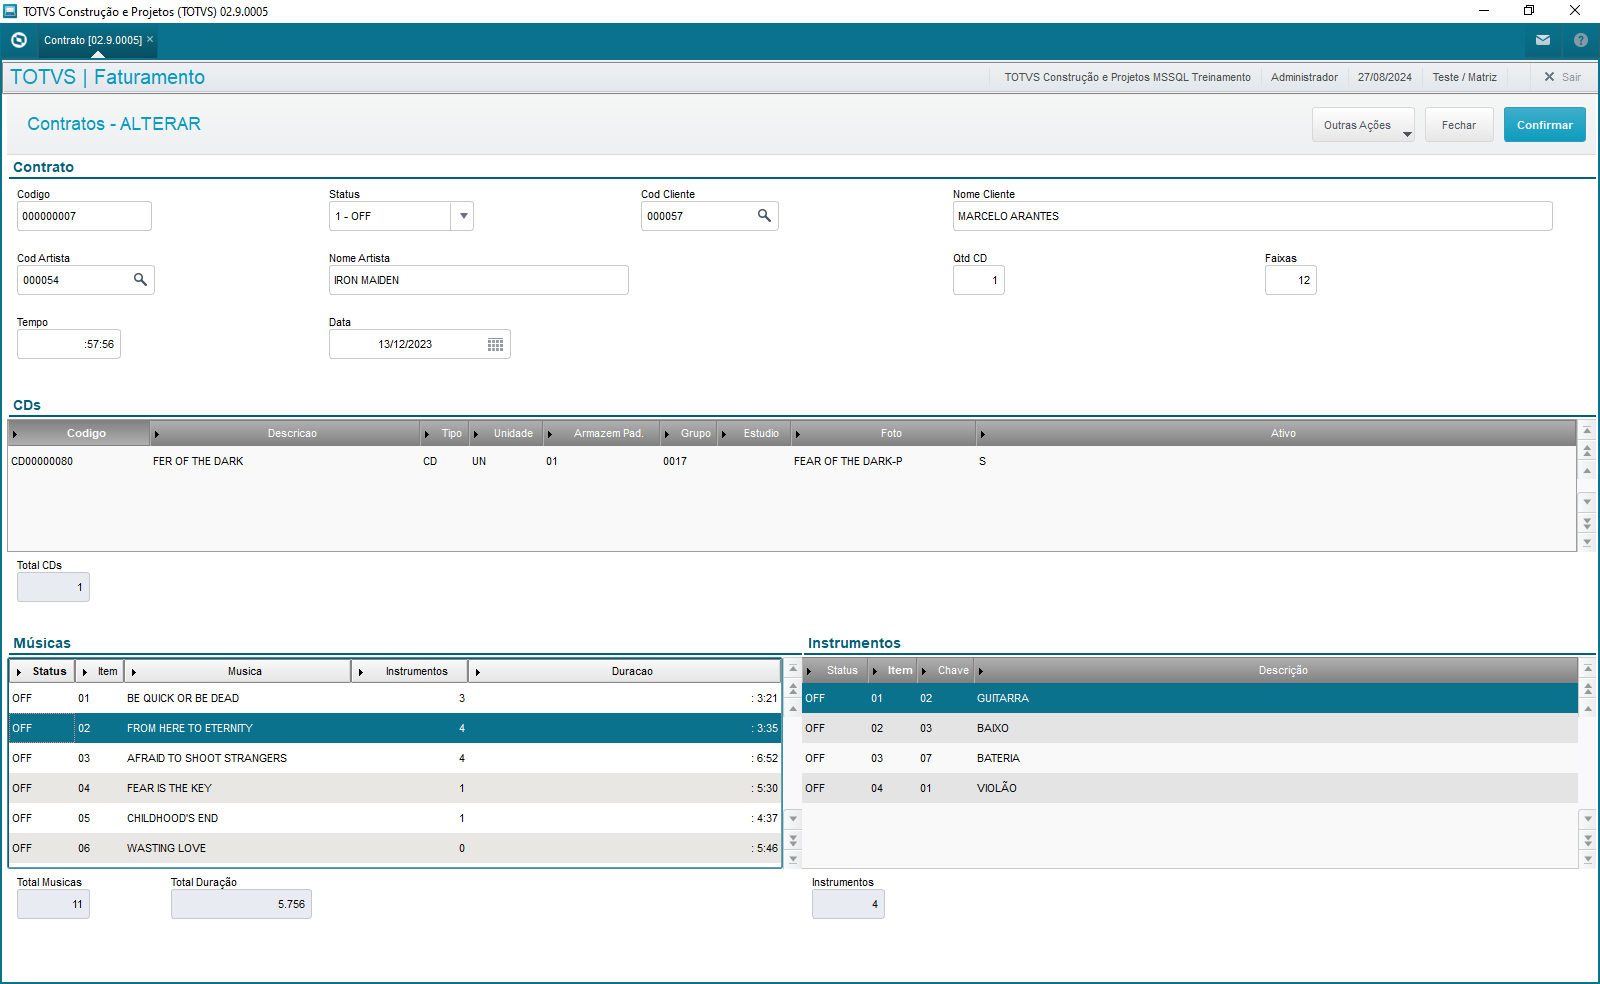 TOTVS Construção e Projetos (TOTVS) 02.9.0005
Contrato [02.9.0005]
TOTVS | Faturamento
TOTVS Construção e Projetos MSSQL Treinamento
Administrador
27/08/2024
Teste / Matriz
Sair
Contratos - ALTERAR
Outras Ações
Fechar
Confirmar
Contrato
Codigo
Status
Cod Cliente
Nome Cliente
000000007
1 - OFF
000057
MARCELO ARANTES
Cod Artista
Nome Artista
Qtd CD
Faixas
000054
IRON MAIDEN
1
12
Tempo
Data
:57:56
13/12/2023
CDs
Codigo Descricao Tipo Unidade Armazem Pad. Grupo Estudio Foto Ativo
CD00000080 FER OF THE DARK CD UN 01 0017 FEAR OF THE DARK-P S
Total CDs
1
Músicas
Status Item Musica Instrumentos Duracao
OFF 01 BE QUICK OR BE DEAD 3 : 3:21
OFF 02 FROM HERE TO ETERNITY 4 : 3:35
OFF 03 AFRAID TO SHOOT STRANGERS 4 : 6:52
OFF 04 FEAR IS THE KEY 1 : 5:30
OFF 05 CHILDHOOD'S END 1 : 4:37
OFF 06 WASTING LOVE 0 : 5:46
Total Musicas
Total Duração
11
5.756
Instrumentos
Status Item Chave Descrição
OFF 01 02 GUITARRA
OFF 02 03 BAIXO
OFF 03 07 BATERIA
OFF 04 01 VIOLÃO
Instrumentos
4